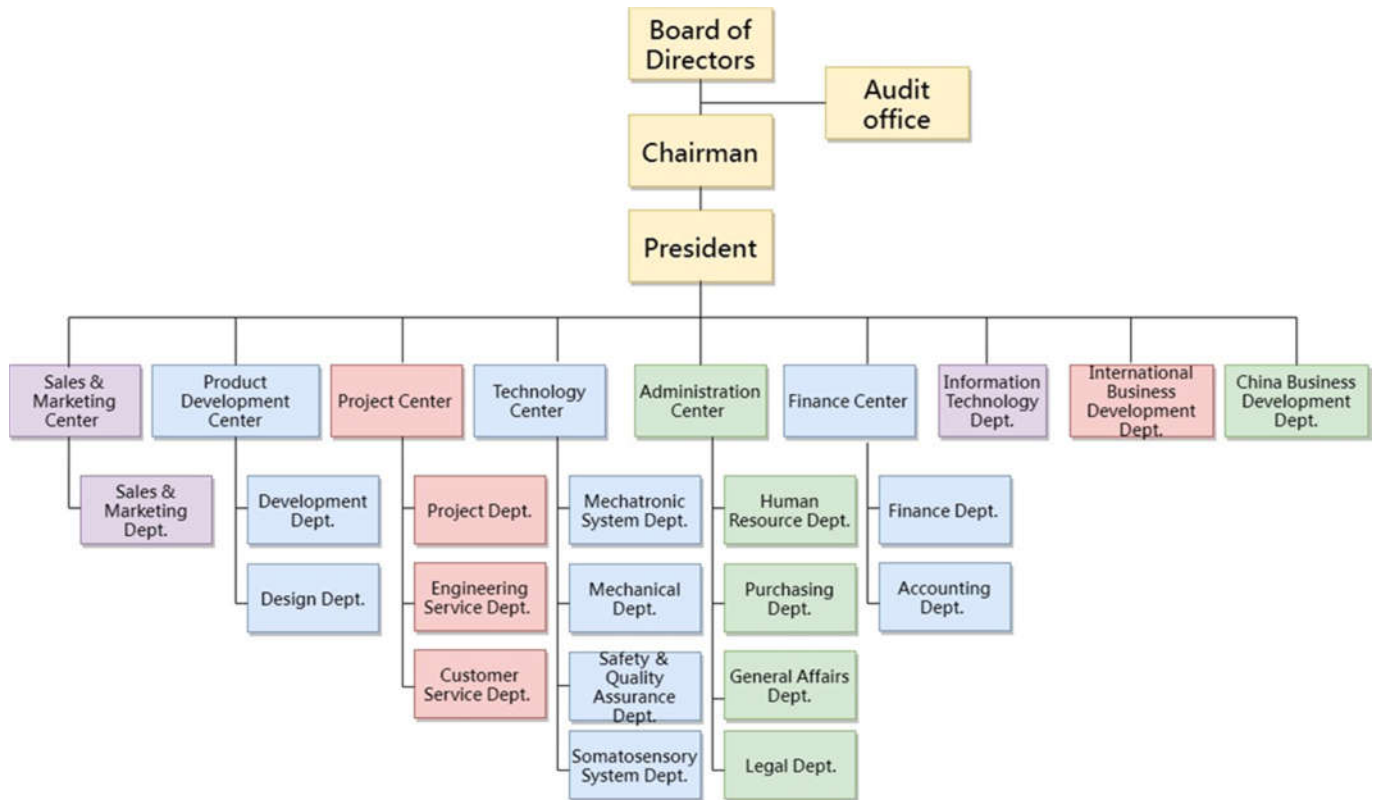 Board of
Directors
Audit
office
Chairman
President
Sales &
Marketing
Center
Product
Development
Center
Project Center
Technology
Center
Administration
Center
Finance Center
Information
Technology
Dept.
International
Business
Development
Dept.
China Business
Development
Dept.
Sales &
Marketing
Dept.
Development
Dept.
Design Dept.
Project Dept.
Engineering
Service Dept.
Customer
Service Dept.
Mechatronic
System Dept.
Mechanical
Dept.
Safety &
Quality
Assurance
Dept.
Somatosensory
System Dept.
Human
Resource Dept.
Purchasing
Dept.
General Affairs
Dept.
Legal Dept.
Finance Dept.
Accounting
Dept.